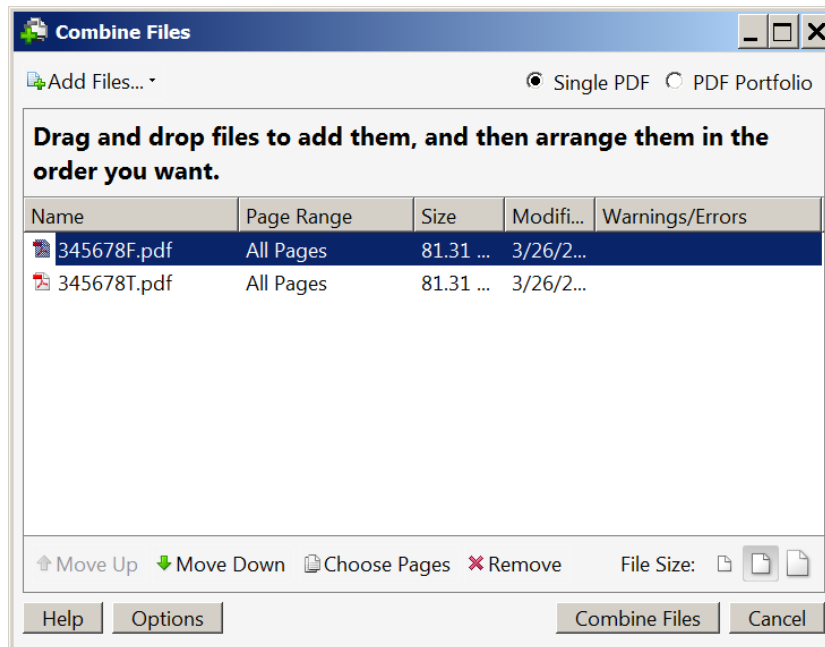 Combine Files
Add Files...
Single PDF PDF Portfolio
Drag and drop files to add them, and then arrange them in the
order you want.
Name Page Range Size Modifi... Warnings/Errors
345678F.pdf All Pages 81.31 ... 3/26/2...
345678T.pdf All Pages 81.31 ... 3/26/2...
Move Up Move Down Choose Pages Remove File Size:
Help Options Combine Files Cancel